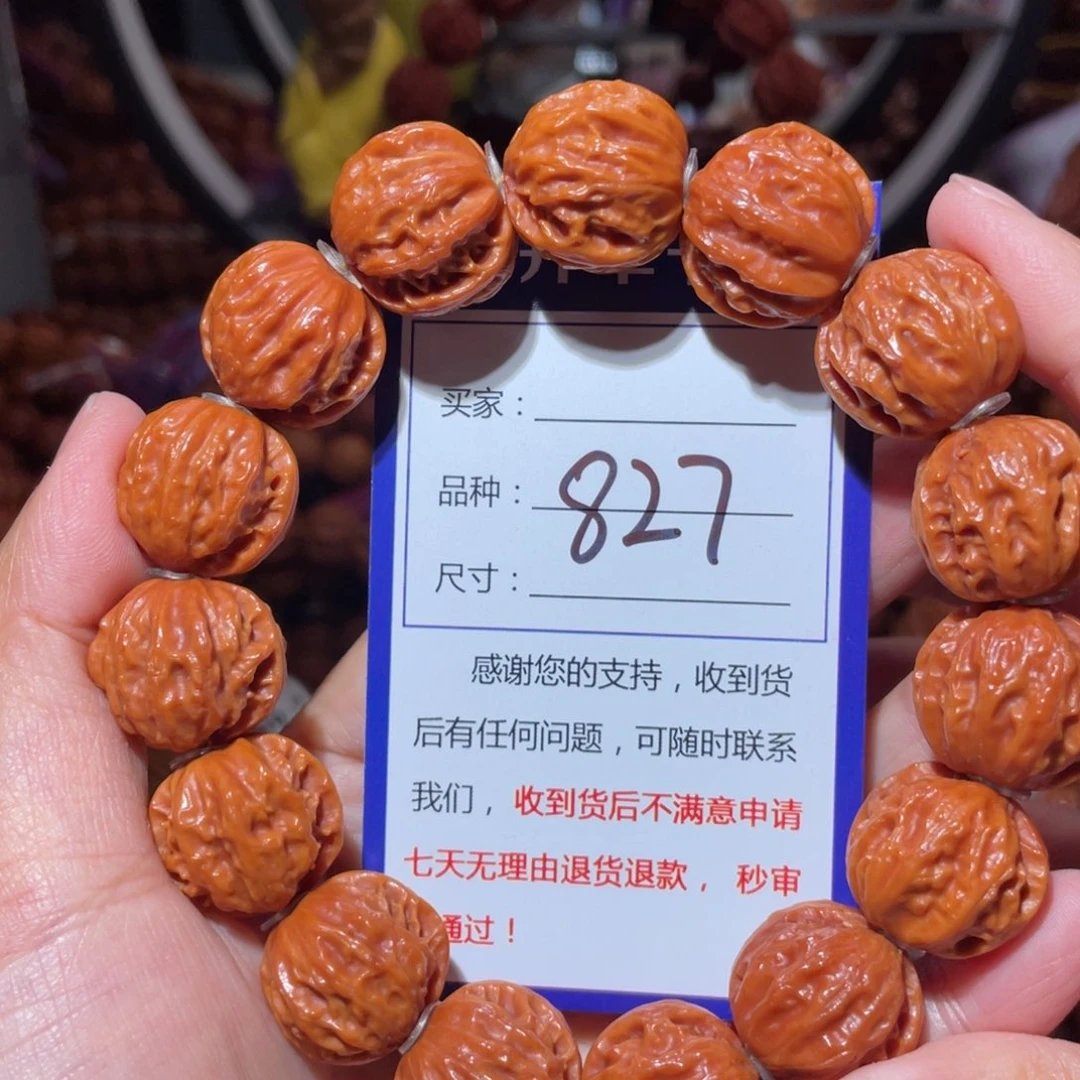 买家：
品种：827
尺寸：
感谢您的支持，收到货
后有任何问题，可随时联系
我们，收到货后不满意申请
七天无理由退货退款，秒审
通过！